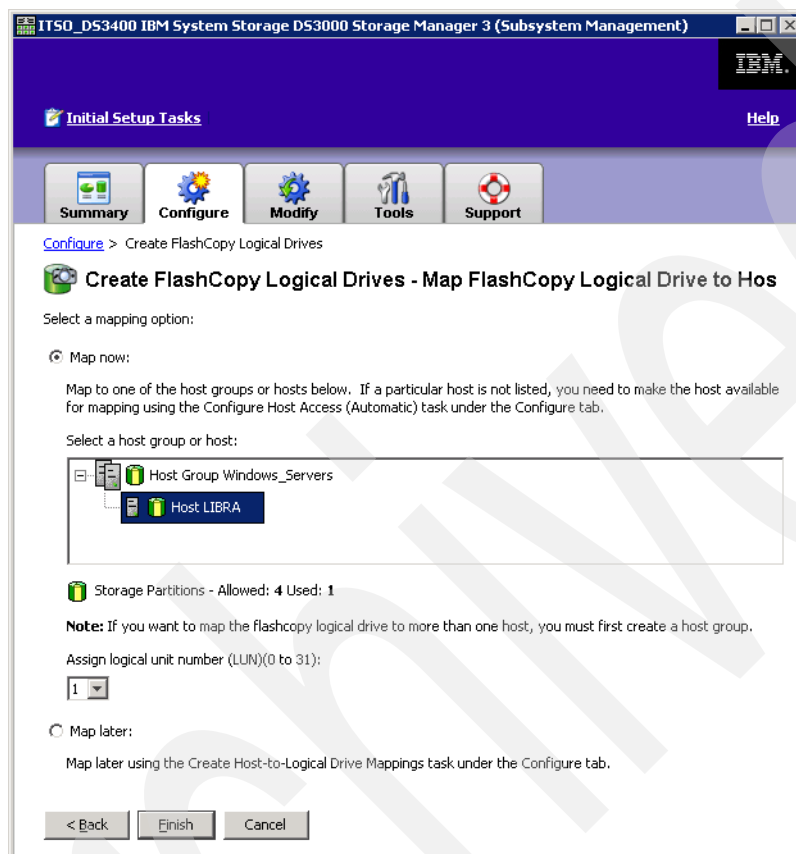 ITSO_DS3400 IBM System Storage DS3000 Storage Manager 3 (Subsystem Management)
IBM.
Initial Setup Tasks
Help
Summary
Configure
Modify
Tools
Support
Configure > Create FlashCopy Logical Drives
Create FlashCopy Logical Drives - Map FlashCopy Logical Drive to Hos
Select a mapping option:
Map now:
Map to one of the host groups or hosts below. If a particular host is not listed, you need to make the host available
for mapping using the Configure Host Access (Automatic) task under the Configure tab.
Select a host group or host:
Host Group Windows_Servers
Host LIBRA
Storage Partitions - Allowed: 4 Used: 1
Note: If you want to map the flashcopy logical drive to more than one host, you must first create a host group.
Assign logical unit number (LUN)(0 to 31):
1
Map later:
Map later using the Create Host-to-Logical Drive Mappings task under the Configure tab.
< Back
Finish
Cancel